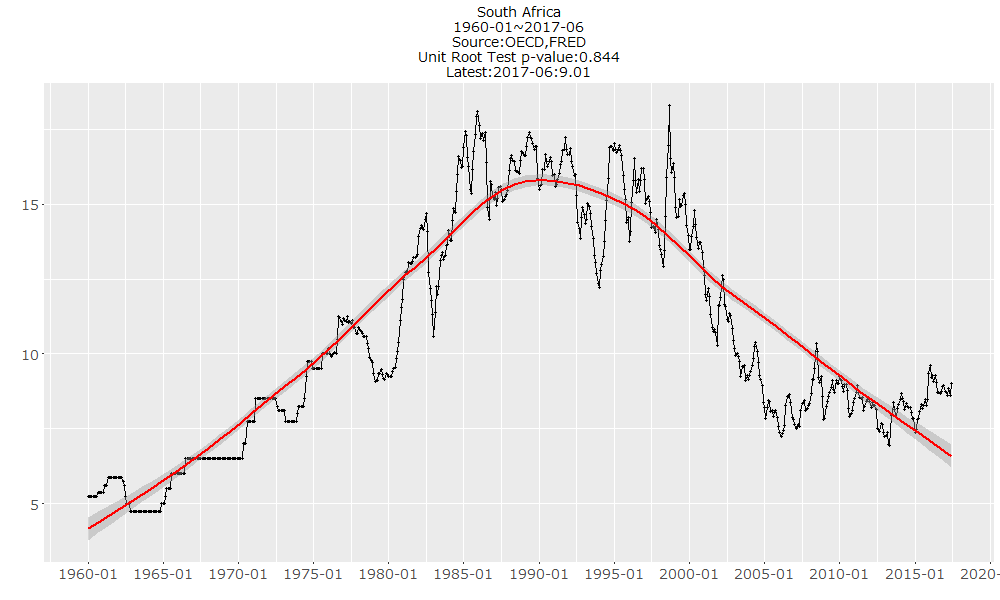 South Africa
1960-01~2017-06
Source:OECD,FRED
Unit Root Test p-value:0.844
Latest:2017-06:9.01
15
10
5
1960-01 1965-01 1970-01 1975-01 1980-01 1985-01 1990-01 1995-01 2000-01 2005-01 2010-01 2015-01 2020-